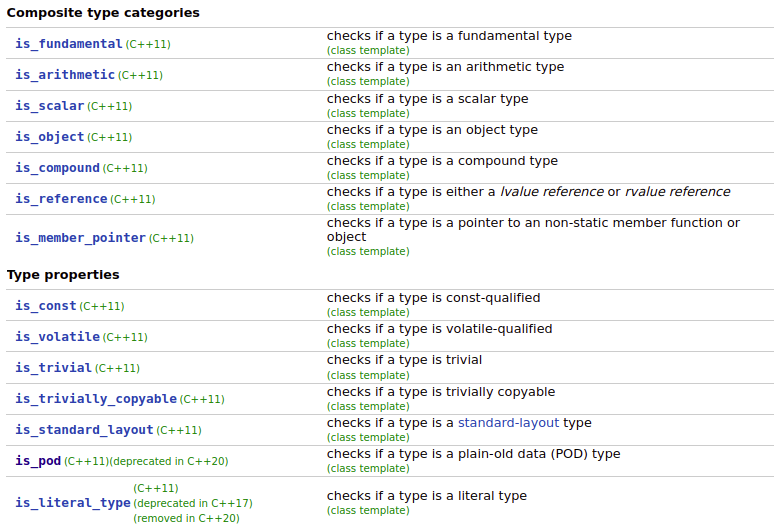 Composite type categories
is_fundamental (C++11) checks if a type is a fundamental type
(class template)
is_arithmetic (C++11) checks if a type is an arithmetic type
(class template)
is_scalar (C++11) checks if a type is a scalar type
(class template)
is_object (C++11) checks if a type is an object type
(class template)
is_compound (C++11) checks if a type is a compound type
(class template)
is_reference (C++11) checks if a type is either a lvalue reference or rvalue reference
(class template)
is_member_pointer (C++11) checks if a type is a pointer to an non-static member function or
object
(class template)
Type properties
is_const (C++11) checks if a type is const-qualified
(class template)
is_volatile (C++11) checks if a type is volatile-qualified
(class template)
is_trivial (C++11) checks if a type is trivial
(class template)
is_trivially_copyable (C++11) checks if a type is trivially copyable
(class template)
is_standard_layout (C++11) checks if a type is a standard-layout type
(class template)
is_pod (C++11)(deprecated in C++20) checks if a type is a plain-old data (POD) type
(class template)
is_literal_type (C++11)
(deprecated in C++17)
(removed in C++20)
checks if a type is a literal type
(class template)